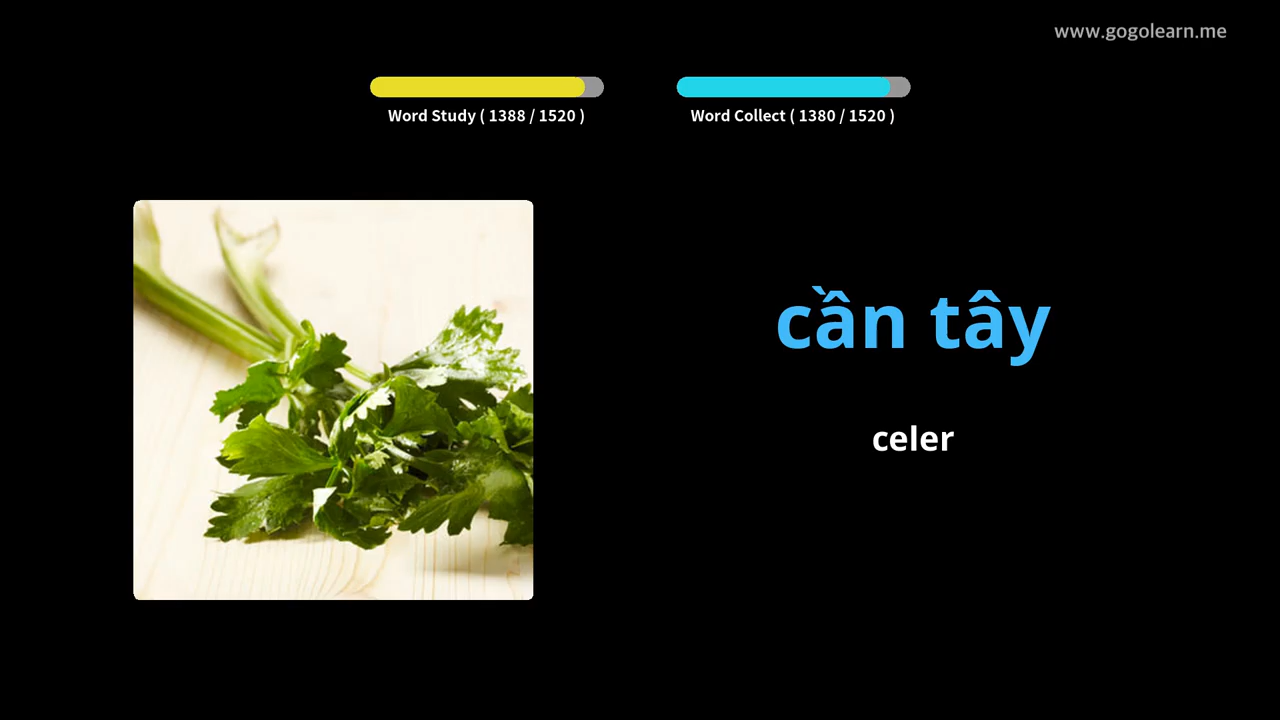 www.gogolearn.me
Word Study ( 1388 / 1520 )
Word Collect ( 1380 / 1520 )
cần tây
celer